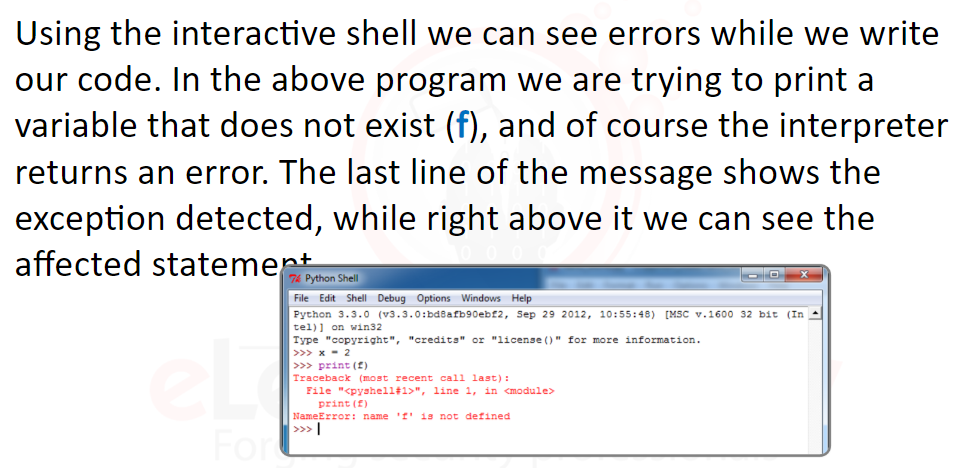 Using the interactive shell we can see errors while we write
our code. In the above program we are trying to print a
variable that does not exist (f), and of course the interpreter
returns an error. The last line of the message shows the
exception detected, while right above it we can see the
affected statement
Python Shell
File Edit Shell Debug Options Windows Help
Python 3.3.0 (v3.3.0:bd8afb90ebf2, Sep 29 2012, 10:55:48) [MSC v.1600 32 bit (In
tel)] on win32
Type "copyright", "credits" or "license()" for more information.
>>> x = 2
>>> print(f)
Traceback (most recent call last):
  File "<pyshell#1>", line 1, in <module>
    print(f)
NameError: name 'f' is not defined
>>>